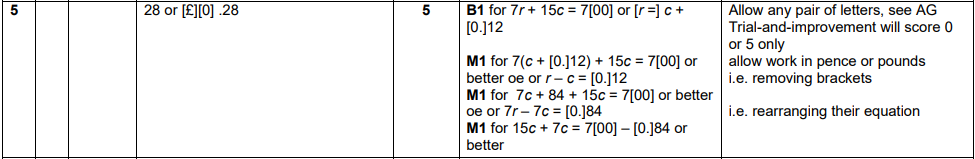 5 28 or [£][0] .28 5 B1 for 7r + 15c = 7[00] or [r =] c + Allow any pair of letters, see AG
[0.]12 Trial-and-improvement will score 0
or 5 only
M1 for 7(c + [0.]12) + 15c = 7[00] or allow work in pence or pounds
better oe or r – c = [0.]12 i.e. removing brackets
M1 for 7c + 84 + 15c = 7[00] or better
oe or 7r – 7c = [0.]84 i.e. rearranging their equation
M1 for 15c + 7c = 7[00] – [0.]84 or
better